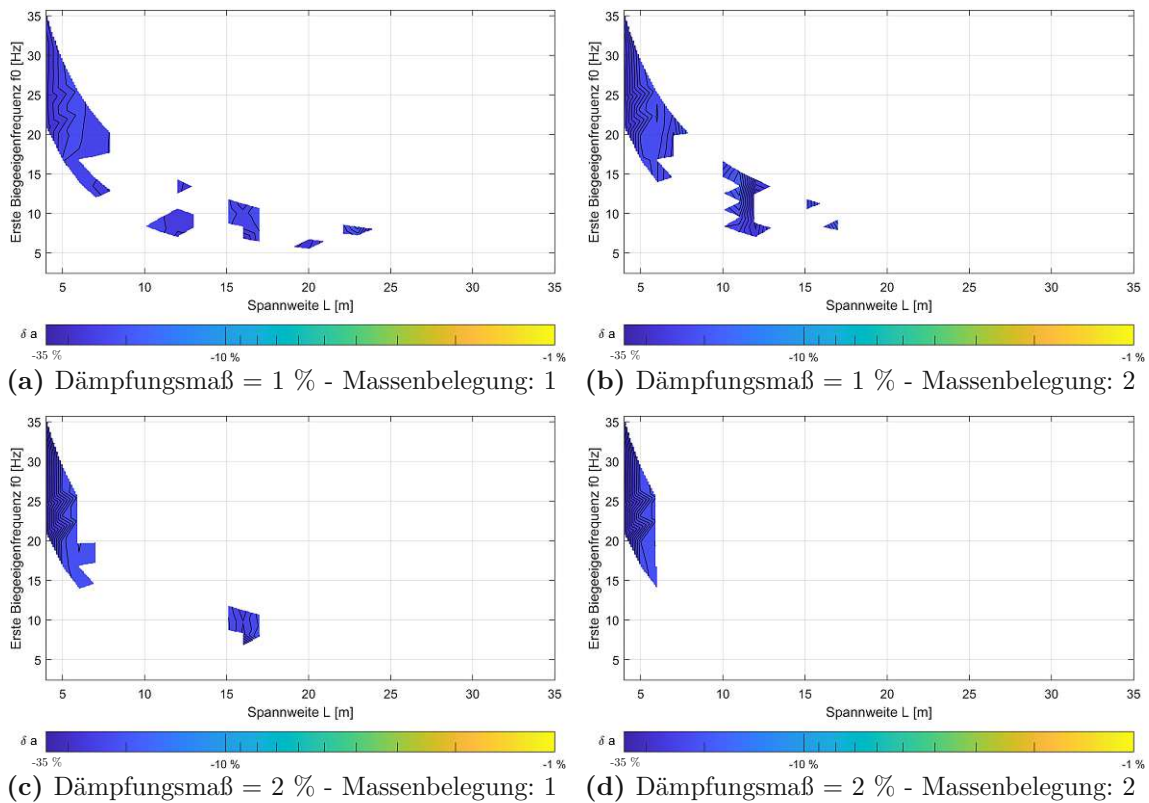 35
30
25
20
15
10
5
Erste Biegeeigenfrequenz f0 [Hz]
5 10 15 20 25 30 35
Spannweite L [m]
δ a
-35 % -10 % -1 %
(a) Dämpfungsmaß = 1 % - Massenbelegung: 1
35
30
25
20
15
10
5
Erste Biegeeigenfrequenz f0 [Hz]
5 10 15 20 25 30 35
Spannweite L [m]
δ a
-35 % -10 % -1 %
(b) Dämpfungsmaß = 1 % - Massenbelegung: 2
35
30
25
20
15
10
5
Erste Biegeeigenfrequenz f0 [Hz]
5 10 15 20 25 30 35
Spannweite L [m]
δ a
-35 % -10 % -1 %
(c) Dämpfungsmaß = 2 % - Massenbelegung: 1
35
30
25
20
15
10
5
Erste Biegeeigenfrequenz f0 [Hz]
5 10 15 20 25 30 35
Spannweite L [m]
δ a
-35 % -10 % -1 %
(d) Dämpfungsmaß = 2 % - Massenbelegung: 2